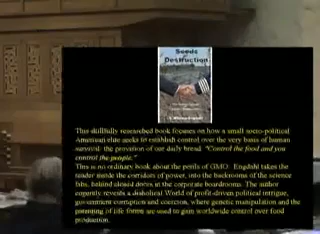 Seeds of
Destruction
This skillfully researched book focuses on how a small socio-political
American elite seeks to establish control over the very basis of human
survival: the provision of our daily bread. "Control the food and you
control the people."
This is no ordinary book about the perils of GMO. Engdahl takes the
reader inside the corridors of power, into the backrooms of the science
labs, behind closed doors in the corporate boardrooms. The author
cogently reveals a diabolical World of profit-driven political intrigue,
government corruption and coercion, where genetic manipulation and the
patenting of life forms are used to gain worldwide control over food
production.